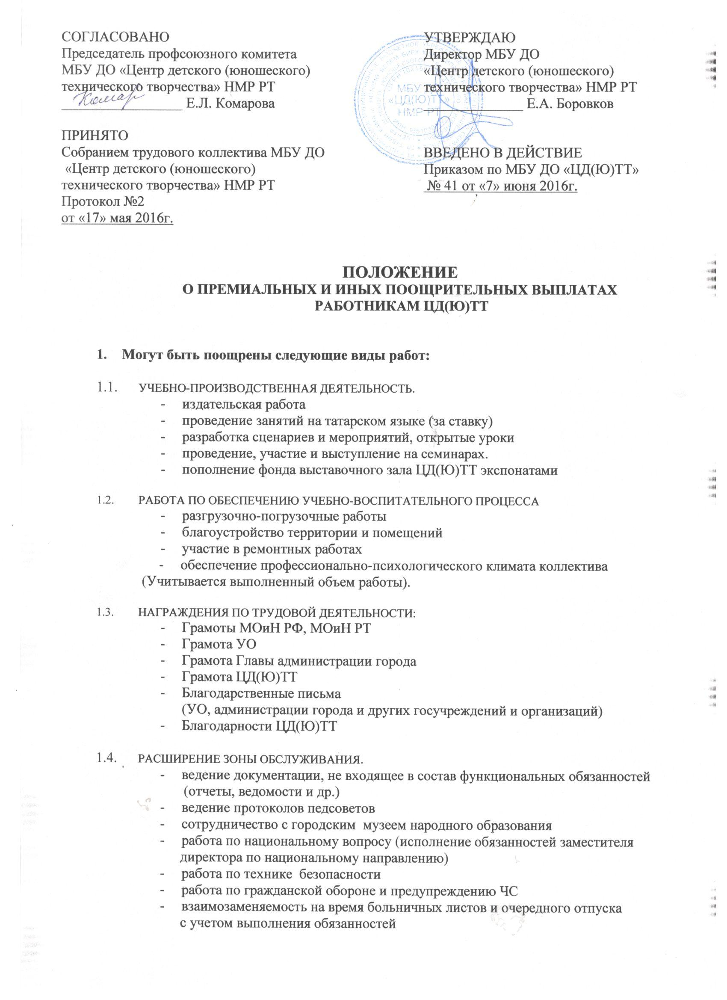 СОГЛАСОВАНО
Председатель профсоюзного комитета
МБУ ДО «Центр детского (юношеского)
технического творчества» НМР РТ
Комар Е.Л. Комарова
ПРИНЯТО
Собранием трудового коллектива МБУ ДО
«Центр детского (юношеского)
технического творчества» НМР РТ
Протокол №2
от «17» мая 2016г.
УТВЕРЖДАЮ
Директор МБУ ДО
«Центр детского (юношеского)
технического творчества» НМР РТ
Е.А. Боровков
МБУ ДО
«ЦД(Ю)ТТ»
НМР РТ
ВВЕДЕНО В ДЕЙСТВИЕ
Приказом по МБУ ДО «ЦД(Ю)ТТ»
№ 41 от «7» июня 2016г.
ПОЛОЖЕНИЕ
О ПРЕМИАЛЬНЫХ И ИНЫХ ПООЩРИТЕЛЬНЫХ ВЫПЛАТАХ
РАБОТНИКАМ ЦД(Ю)ТТ
1. Могут быть поощрены следующие виды работ:
1.1. УЧЕБНО-ПРОИЗВОДСТВЕННАЯ ДЕЯТЕЛЬНОСТЬ.
- издательская работа
- проведение занятий на татарском языке (за ставку)
- разработка сценариев и мероприятий, открытые уроки
- проведение, участие и выступление на семинарах.
- пополнение фонда выставочного зала ЦД(Ю)ТТ экспонатами
1.2. РАБОТА ПО ОБЕСПЕЧЕНИЮ УЧЕБНО-ВОСПИТАТЕЛЬНОГО ПРОЦЕССА
- разгрузочно-погрузочные работы
- благоустройство территории и помещений
- участие в ремонтных работах
- обеспечение профессионально-психологического климата коллектива
(Учитывается выполненный объем работы).
1.3. НАГРАЖДЕНИЯ ПО ТРУДОВОЙ ДЕЯТЕЛЬНОСТИ:
- Грамоты МОиН РФ, МОиН РТ
- Грамота УО
- Грамота Главы администрации города
- Грамота ЦД(Ю)ТТ
- Благодарственные письма
(УО, администрации города и других госучреждений и организаций)
- Благодарности ЦД(Ю)ТТ
1.4. РАСШИРЕНИЕ ЗОНЫ ОБСЛУЖИВАНИЯ.
- ведение документации, не входящее в состав функциональных обязанностей
(отчеты, ведомости и др.)
- ведение протоколов педсоветов
- сотрудничество с городским музеем народного образования
- работа по национальному вопросу (исполнение обязанностей заместителя
директора по национальному направлению)
- работа по технике безопасности
- работа по гражданской обороне и предупреждению ЧС
- взаимозаменяемость на время больничных листов и очередного отпуска
с учетом выполнения обязанностей